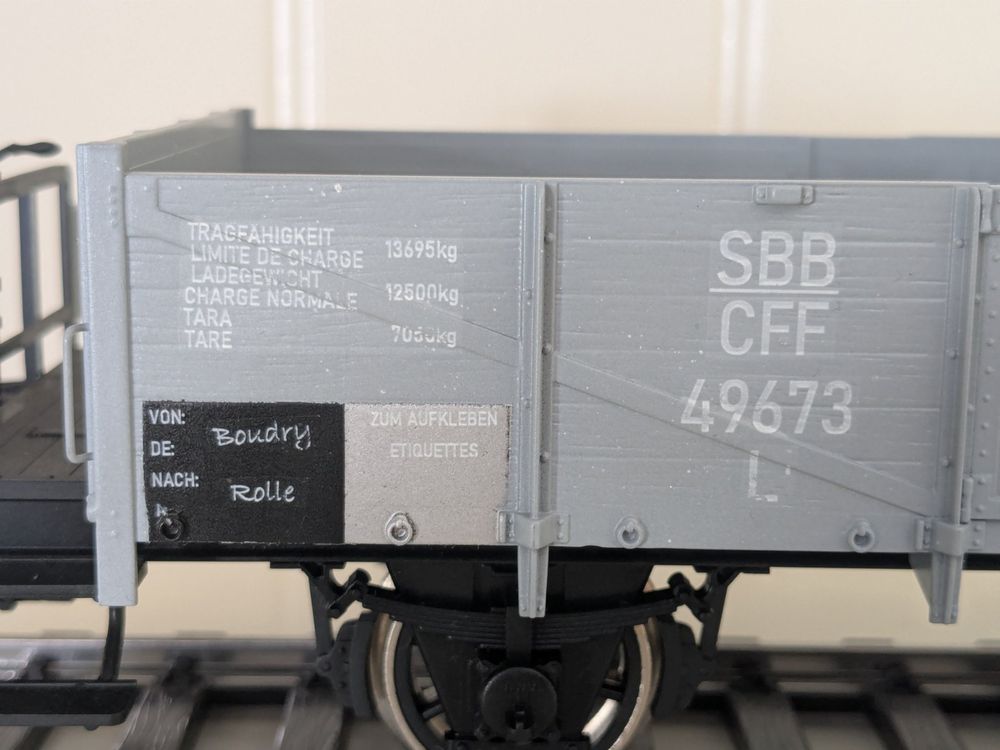 TRAGFÄHIGKEIT
LIMITE DE CHARGE 13695kg
LADEGEWICHT
CHARGE NORMALE 12500kg
TARA
TARE 7050kg
SBB
CFF
49673
L
VON:
DE: Boudry
NACH:
Rolle
ZUM AUFKLEBEN
ETIQUETTES